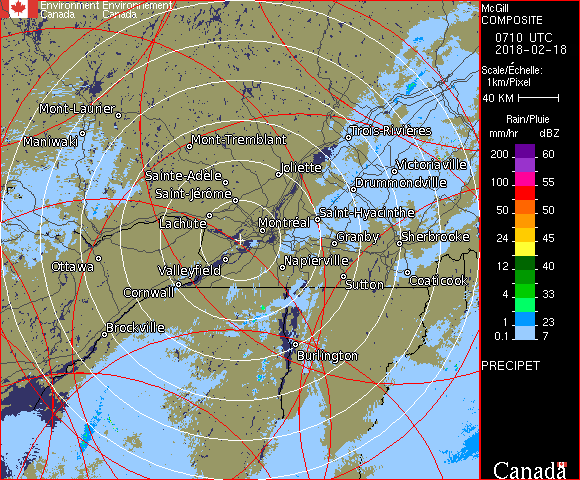 Environment Environnement
Canada Canada
McGill
COMPOSITE
0710 UTC
2018-02-18
Scale/Échelle:
1km/Pixel
40 KM
Rain/Pluie
mm/hr dBZ
200 60
100 55
50 50
24 45
12 40
4 33
1 23
0.1 7
PRECIPET
Canada
Mont-Laurier
Maniwaki
Mont-Tremblant
Trois-Rivières
Sainte-Adèle
Joliette
Victoriaville
Saint-Jérôme
Drummondville
Lachute
Montréal
Saint-Hyacinthe
Granby
Sherbrooke
Ottawa
Valleyfield
Napierville
Cornwall
Sutton
Coaticook
Brockville
Burlington